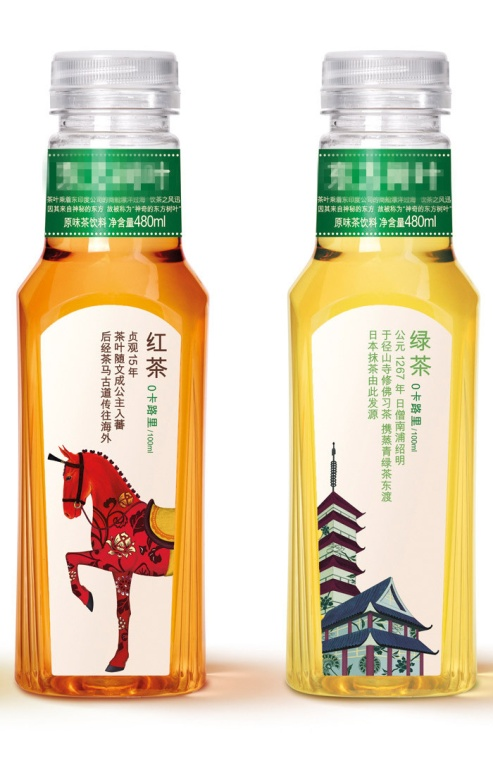 茶叶乘着东印度公司的商船漂洋过海 饮茶之风迅
因其来自神秘的东方 故被称为“神奇的东方树叶”
原味茶饮料 净含量480ml
红茶 0卡路里/100ml
贞观15年
茶叶随文成公主入蕃
后经茶马古道传往海外
茶叶乘着东印度公司的商船漂洋过海 饮茶之风迅
因其来自神秘的东方 故被称为“神奇的东方树叶”
原味茶饮料 净含量480ml
绿茶 0卡路里/100ml
公元1267年 日僧南浦绍明
于径山寺修佛习茶 携蒸青绿茶东渡
日本抹茶由此发源